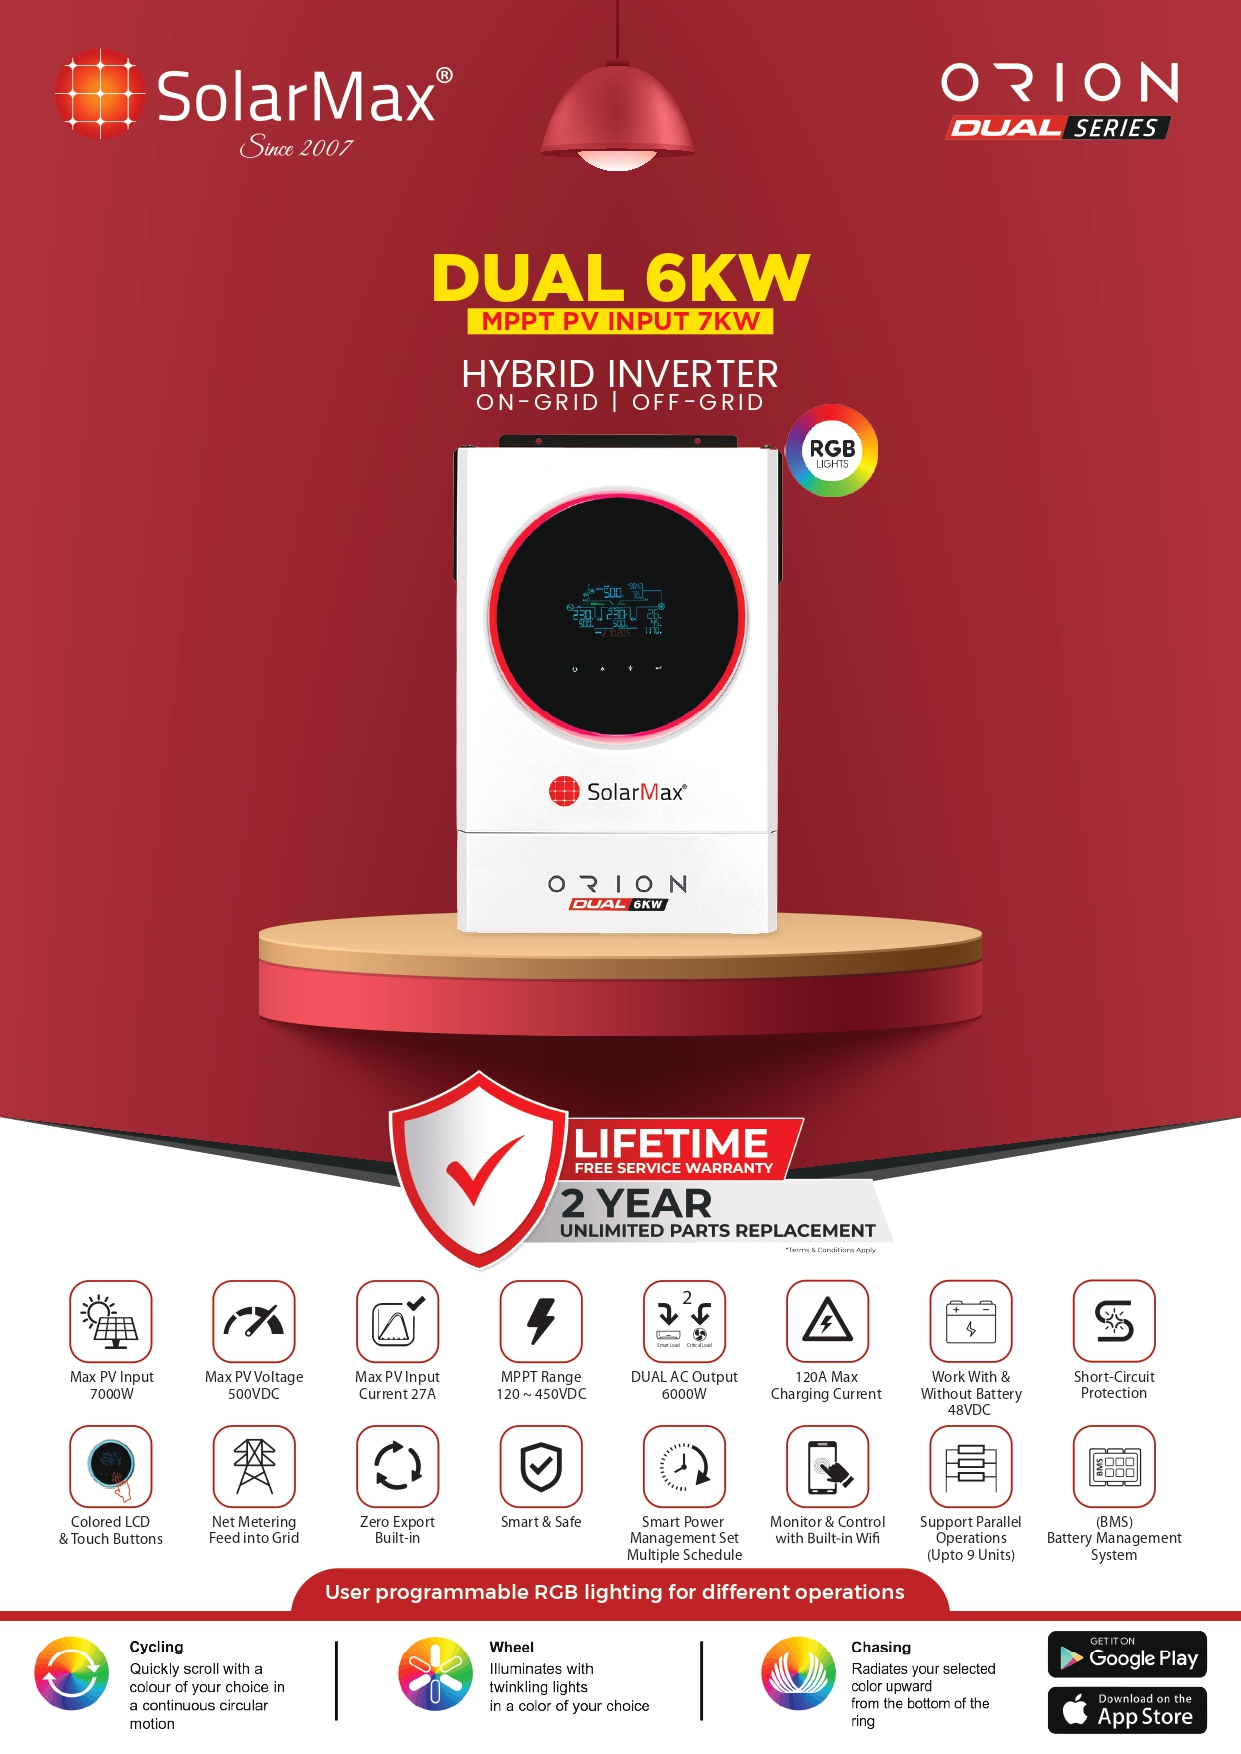 SolarMax®
Since 2007
ORION
DUAL SERIES
DUAL 6KW
MPPT PV INPUT 7KW
HYBRID INVERTER
ON-GRID | OFF-GRID
RGB
LIGHTS
SolarMax®
ORION
DUAL 6KW
LIFETIME
FREE SERVICE WARRANTY
2 YEAR
UNLIMITED PARTS REPLACEMENT
*Terms & Conditions Apply
2
Smart Load
Critical Load
Max PV Input
7000W
Max PV Voltage
500VDC
Max PV Input
Current 27A
MPPT Range
120 ~ 450VDC
DUAL AC Output
6000W
120A Max
Charging Current
Work With &
Without Battery
48VDC
Short-Circuit
Protection
BMS
Colored LCD
& Touch Buttons
Net Metering
Feed into Grid
Zero Export
Built-in
Smart & Safe
Smart Power
Management Set
Multiple Schedule
Monitor & Control
with Built-in Wifi
Support Parallel
Operations
(Upto 9 Units)
(BMS)
Battery Management
System
User programmable RGB lighting for different operations
Cycling
Quickly scroll with a
colour of your choice in
a continuous circular
motion
Wheel
Illuminates with
twinkling lights
in a color of your choice
Chasing
Radiates your selected
color upward
from the bottom of the
ring
GET IT ON
Google Play
Download on the
App Store